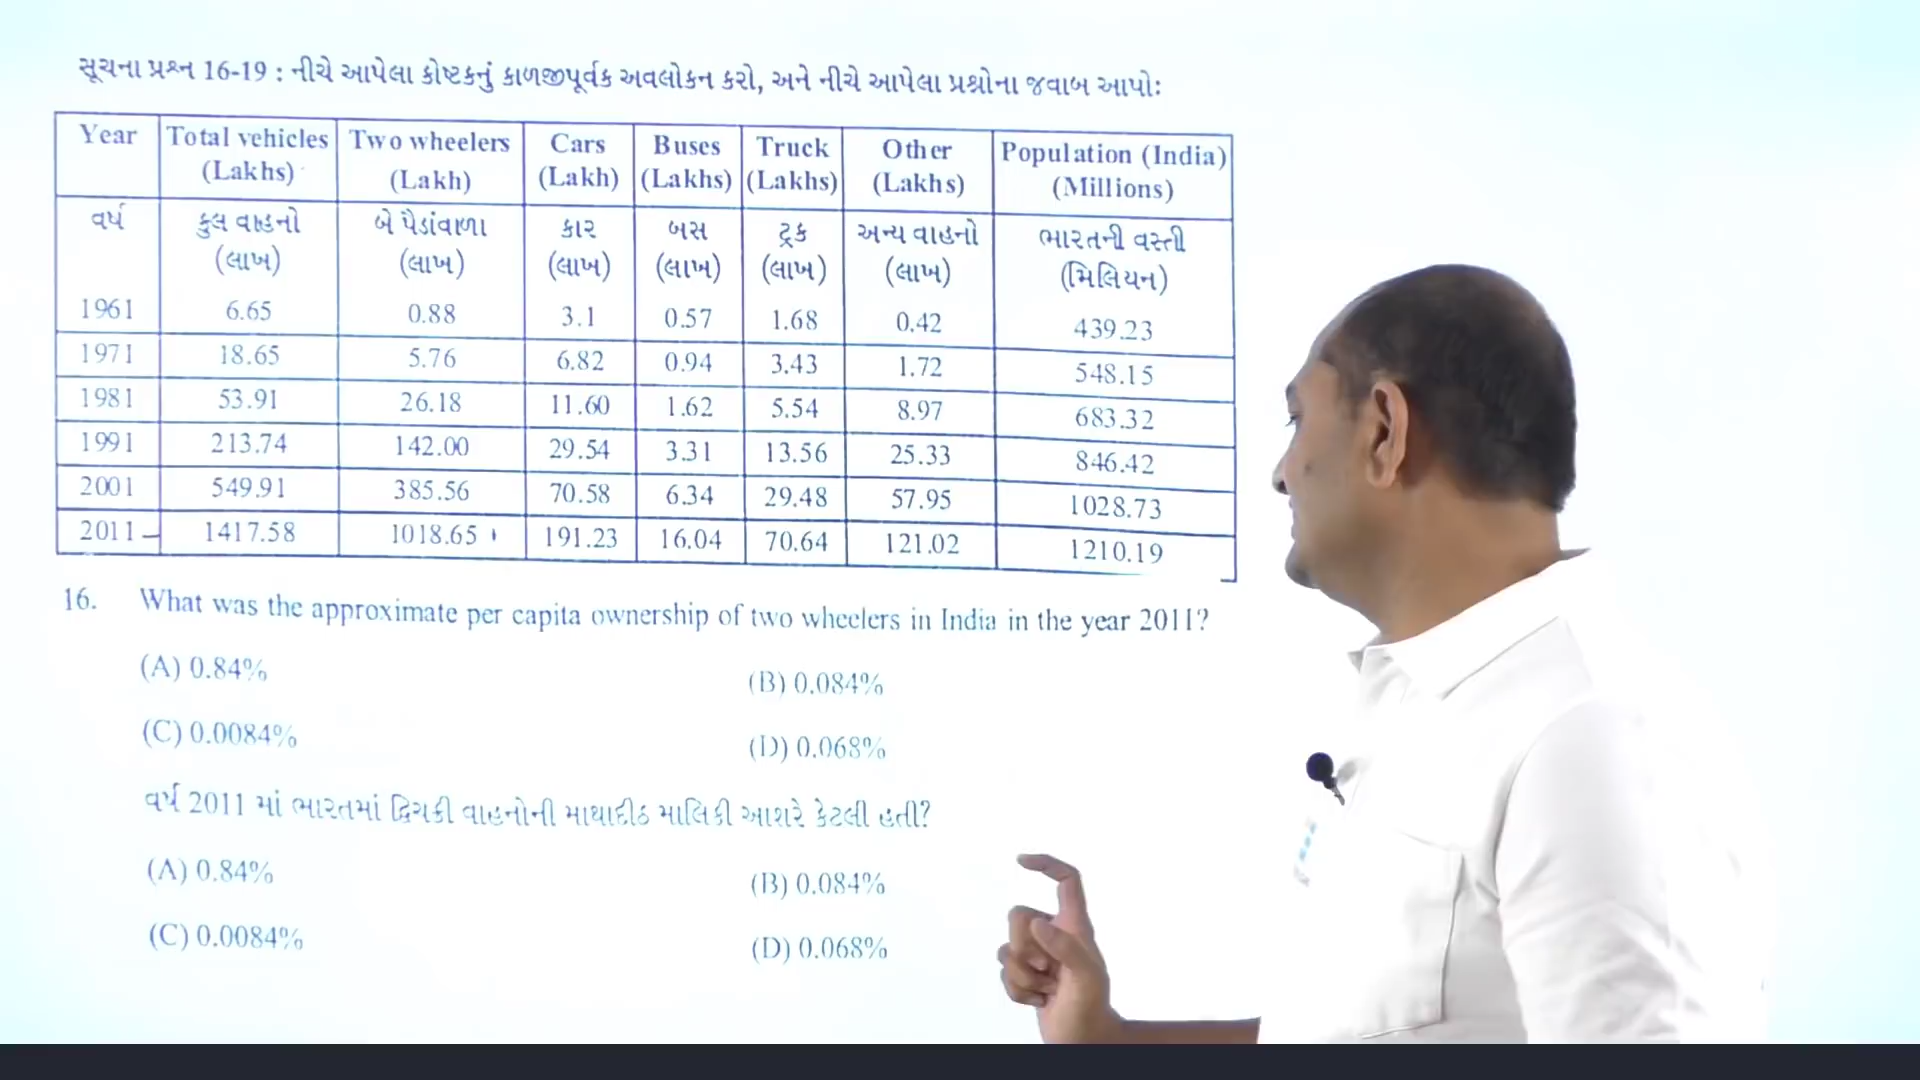 સૂચના પ્રશ્ન 16-19 : નીચે આપેલા કોષ્ટકનું કાળજીપૂર્વક અવલોકન કરો, અને નીચે આપેલા પ્રશ્નોના જવાબ આપોઃ
Year Total vehicles (Lakhs) Two wheelers (Lakh) Cars (Lakh) Buses (Lakhs) Truck (Lakhs) Other (Lakhs) Population (India) (Millions)
વર્ષ કુલ વાહનો (લાખ) બે પૈડાંવાળા (લાખ) કાર (લાખ) બસ (લાખ) ટ્રક (લાખ) અન્ય વાહનો (લાખ) ભારતની વસ્તી (મિલિયન)
1961 6.65 0.88 3.1 0.57 1.68 0.42 439.23
1971 18.65 5.76 6.82 0.94 3.43 1.72 548.15
1981 53.91 26.18 11.60 1.62 5.54 8.97 683.32
1991 213.74 142.00 29.54 3.31 13.56 25.33 846.42
2001 549.91 385.56 70.58 6.34 29.48 57.95 1028.73
2011 1417.58 1018.65 191.23 16.04 70.64 121.02 1210.19
16. What was the approximate per capita ownership of two wheelers in India in the year 2011?
(A) 0.84% (B) 0.084%
(C) 0.0084% (D) 0.068%
વર્ષ 2011 માં ભારતમાં દ્વિચક્રી વાહનોની માથાદીઠ માલિકી આશરે કેટલી હતી?
(A) 0.84% (B) 0.084%
(C) 0.0084% (D) 0.068%